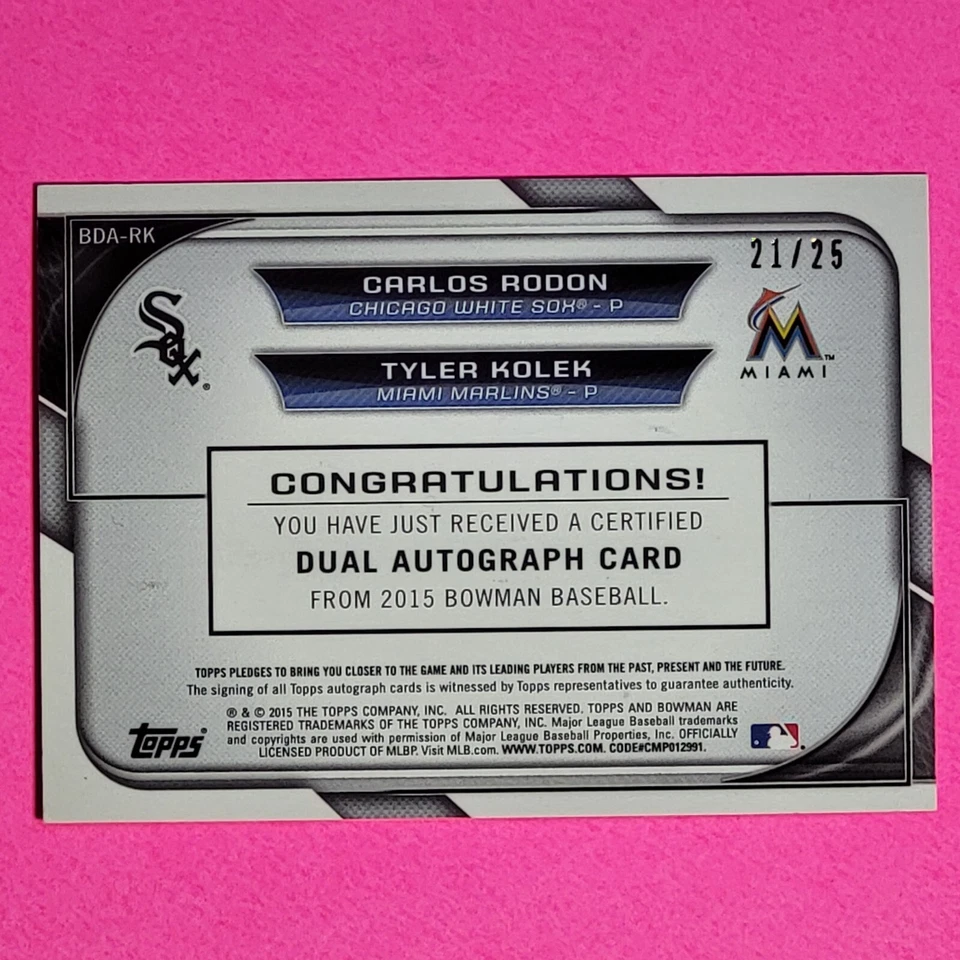 BDA-RK
21/25
CARLOS RODON
CHICAGO WHITE SOX® - P
Sox®
TYLER KOLEK
MIAMI MARLINS® - P
M™
MIAMI
CONGRATULATIONS!
YOU HAVE JUST RECEIVED A CERTIFIED
DUAL AUTOGRAPH CARD
FROM 2015 BOWMAN BASEBALL.
TOPPS PLEDGES TO BRING YOU CLOSER TO THE GAME AND ITS LEADING PLAYERS FROM THE PAST, PRESENT AND THE FUTURE.
The signing of all Topps autograph cards is witnessed by Topps representatives to guarantee authenticity.
® & © 2015 THE TOPPS COMPANY, INC. ALL RIGHTS RESERVED. TOPPS AND BOWMAN ARE
REGISTERED TRADEMARKS OF THE TOPPS COMPANY, INC. Major League Baseball trademarks
and copyrights are used with permission of Major League Baseball Properties, Inc. OFFICIALLY
LICENSED PRODUCT OF MLBP. Visit MLB.com. WWW.TOPPS.COM. CODE#CMP012991.
topps®